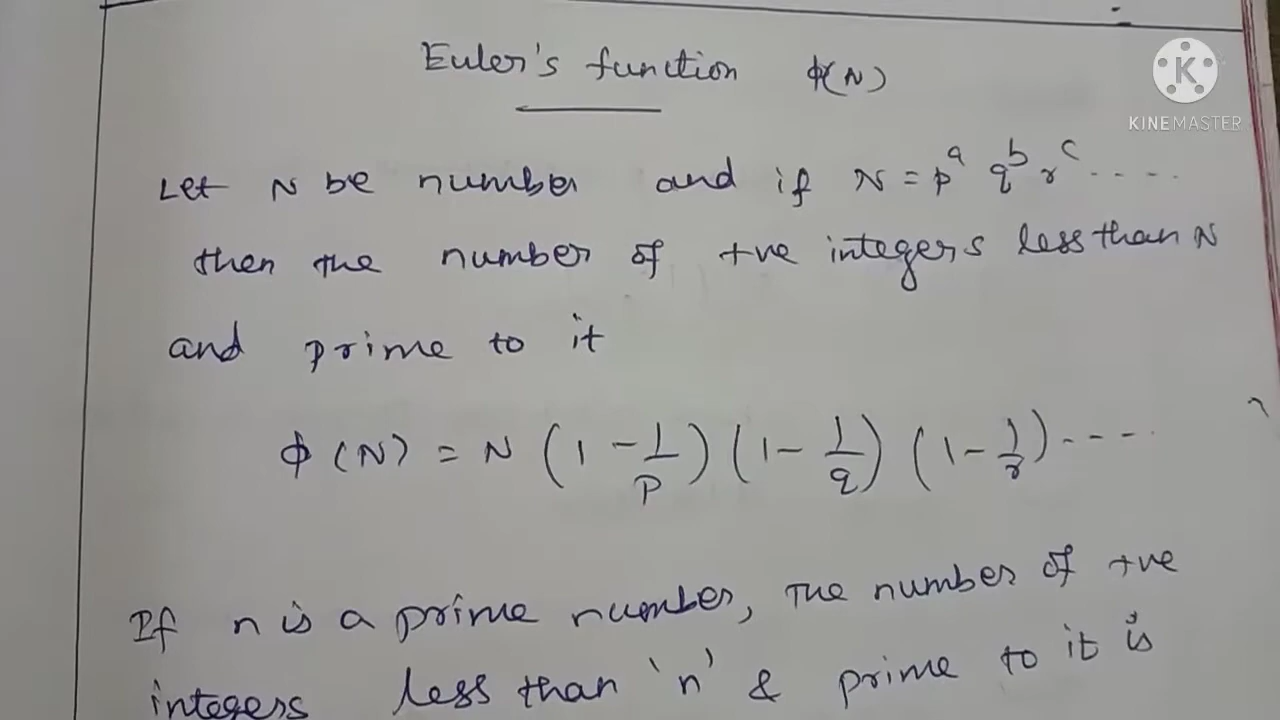 Euler's function ϕ(N)
K
KINEMASTER
Let N be number and if N = p^a q^b r^c .....
then the number of +ve integers less than N
and prime to it
ϕ(N) = N (1 - 1/p) (1 - 1/q) (1 - 1/r) ----
If n is a prime number, The number of +ve
integers less than 'n' & prime to it is